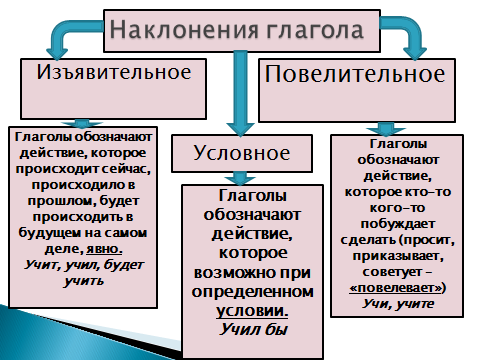 Наклонения глагола
Изъявительное
Глаголы обозначают
действие, которое
происходит сейчас,
происходило в
прошлом, будет
происходить в
будущем на самом
деле, явно.
Учит, учил, будет
учить
Условное
Глаголы
обозначают
действие,
которое
возможно при
определенном
условии.
Учил бы
Повелительное
Глаголы
обозначают
действие,
которое кто-то
кого-то
побуждает
сделать (просит,
приказывает,
советует –
«повелевает»)
Учи, учите